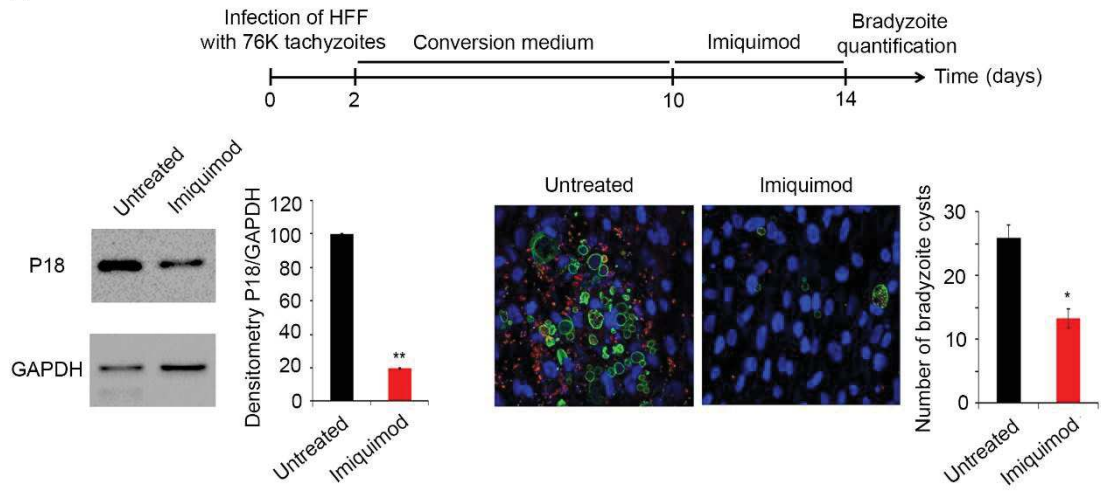 Infection of HFF
with 76K tachyzoites
Conversion medium
Imiquimod
Bradyzoite
quantification
Time (days)
0
2
10
14
Untreated
Imiquimod
P18
GAPDH
Densitometry P18/GAPDH
120
100
80
60
40
20
0
**
Untreated
Imiquimod
Untreated
Imiquimod
Number of bradyzoite cysts
30
20
10
0
*
Untreated
Imiquimod